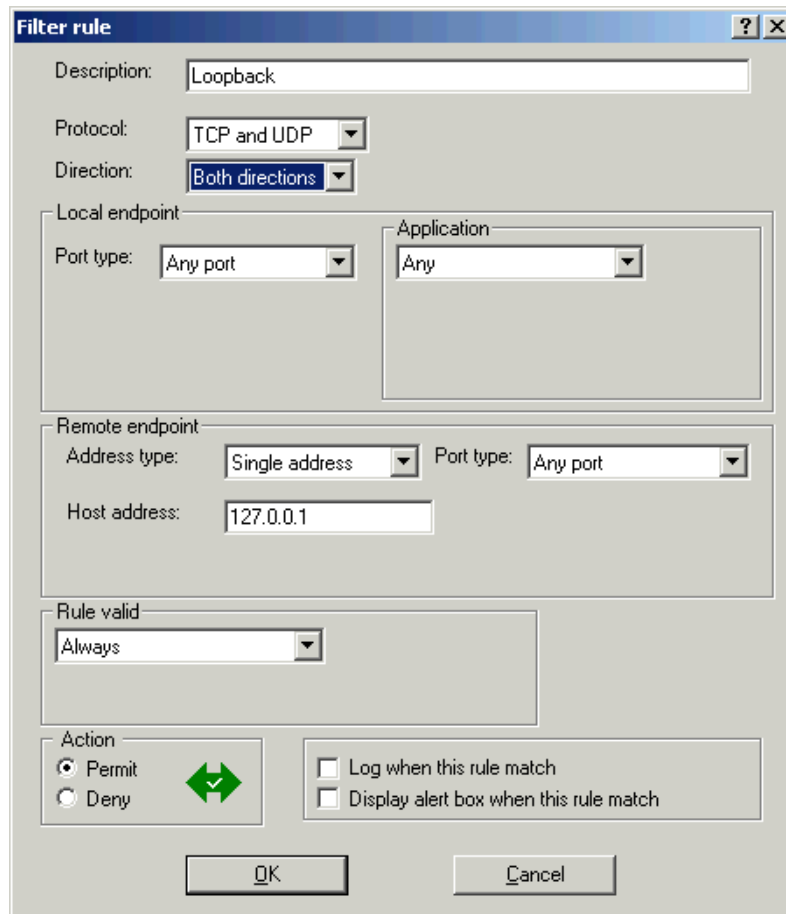 Filter rule
Description: Loopback
Protocol: TCP and UDP
Direction: Both directions
Local endpoint
Port type: Any port
Application
Any
Remote endpoint
Address type: Single address Port type: Any port
Host address: 127.0.0.1
Rule valid
Always
Action
Permit
Deny
Log when this rule match
Display alert box when this rule match
OK Cancel